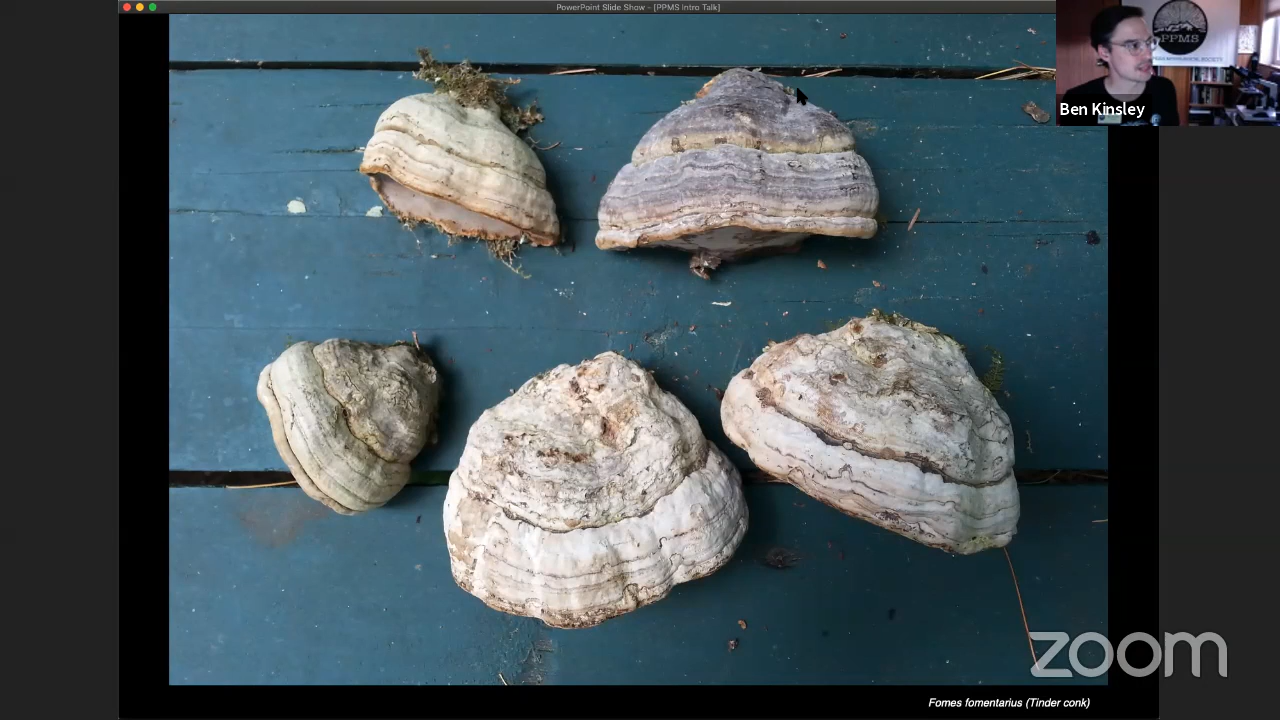 PowerPoint Slide Show - [PPMS Intro Talk]
PPMS
Ben Kinsley
zoom
Fomes fomentarius (Tinder conk)